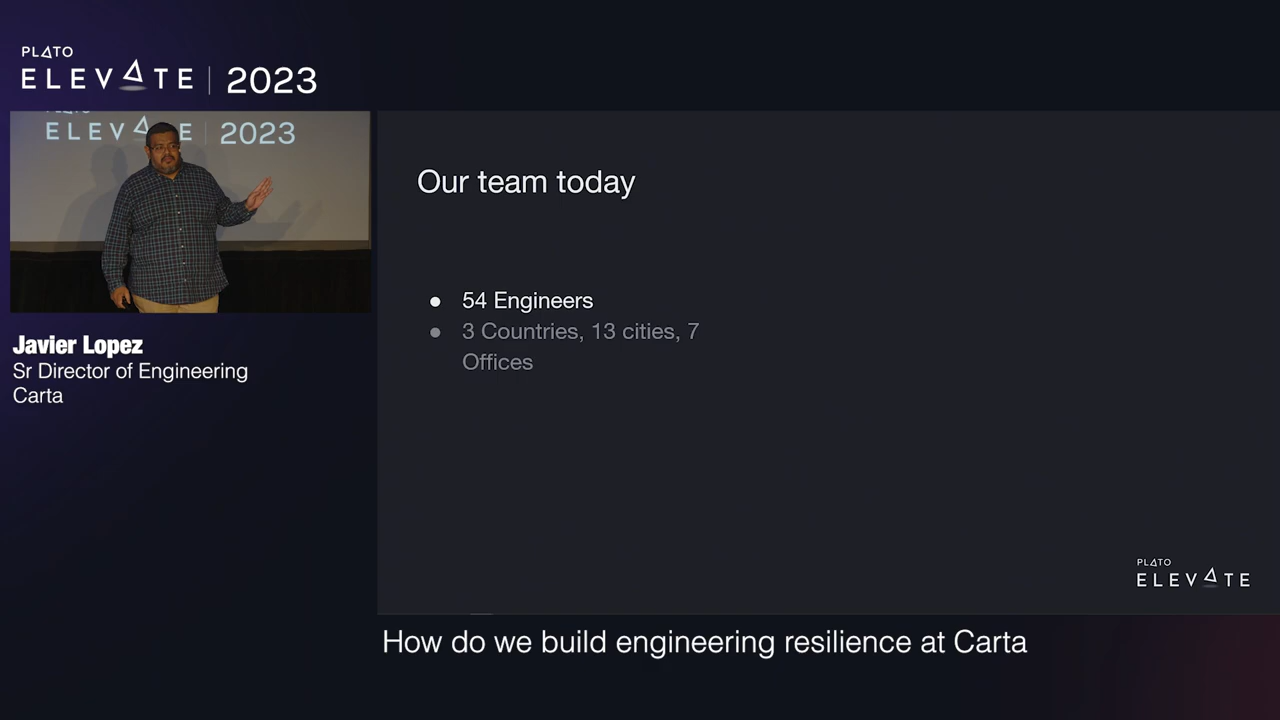 PLATO
ELEVATE | 2023
ELEVATE | 2023
Javier Lopez
Sr Director of Engineering
Carta
Our team today
● 54 Engineers
● 3 Countries, 13 cities, 7
Offices
PLATO
ELEVATE
How do we build engineering resilience at Carta